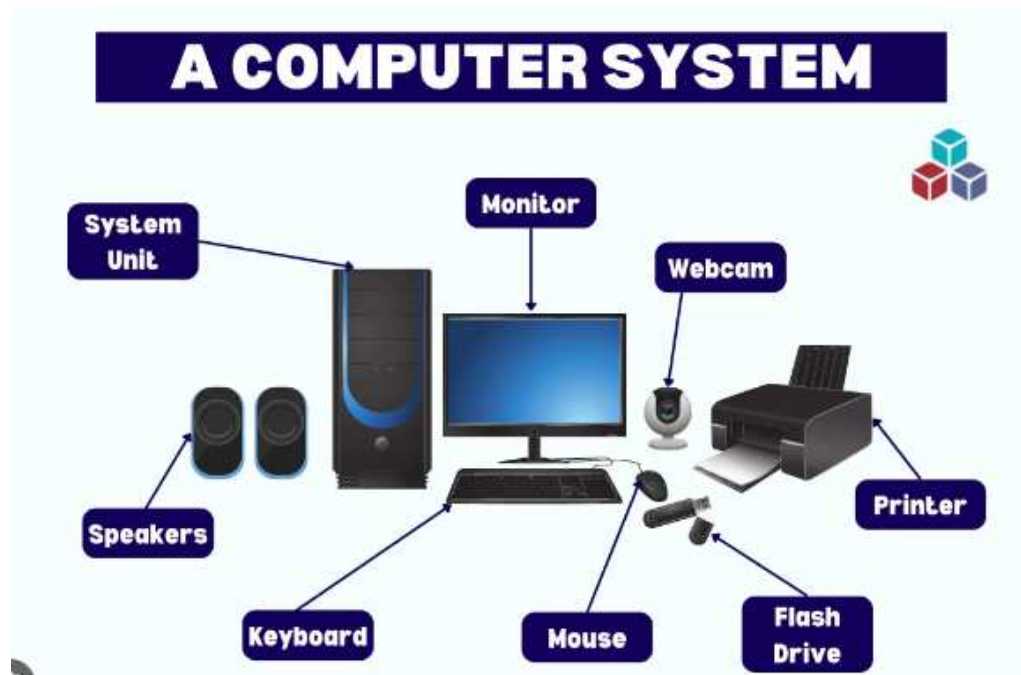 A COMPUTER SYSTEM
Monitor
System
Unit
Webcam
Printer
Speakers
Flash
Drive
Keyboard
Mouse